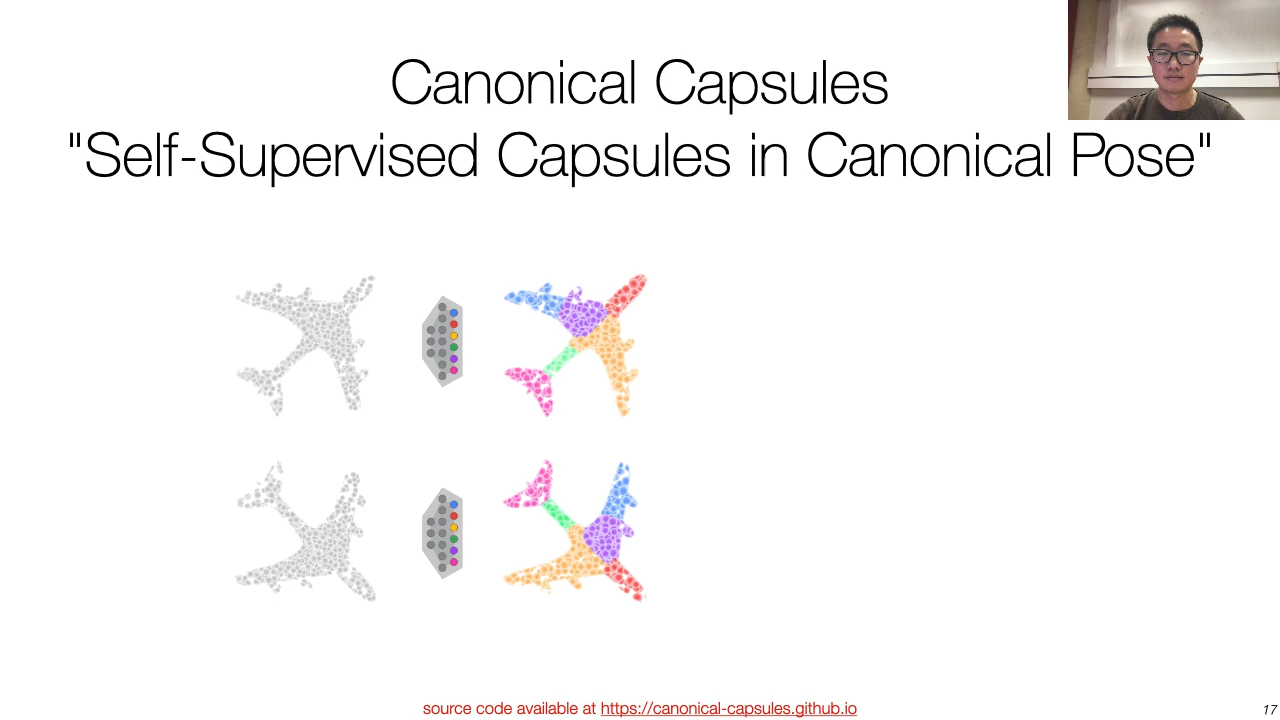 Canonical Capsules
"Self-Supervised Capsules in Canonical Pose"
source code available at https://canonical-capsules.github.io
17